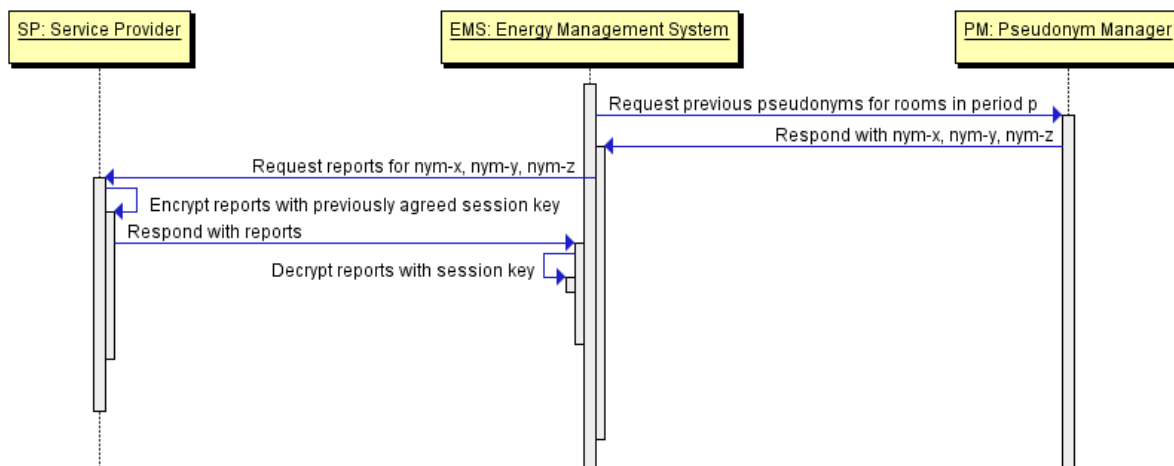 SP: Service Provider
EMS: Energy Management System
PM: Pseudonym Manager
Request previous pseudonyms for rooms in period p
Respond with nym-x, nym-y, nym-z
Request reports for nym-x, nym-y, nym-z
Encrypt reports with previously agreed session key
Respond with reports
Decrypt reports with session key